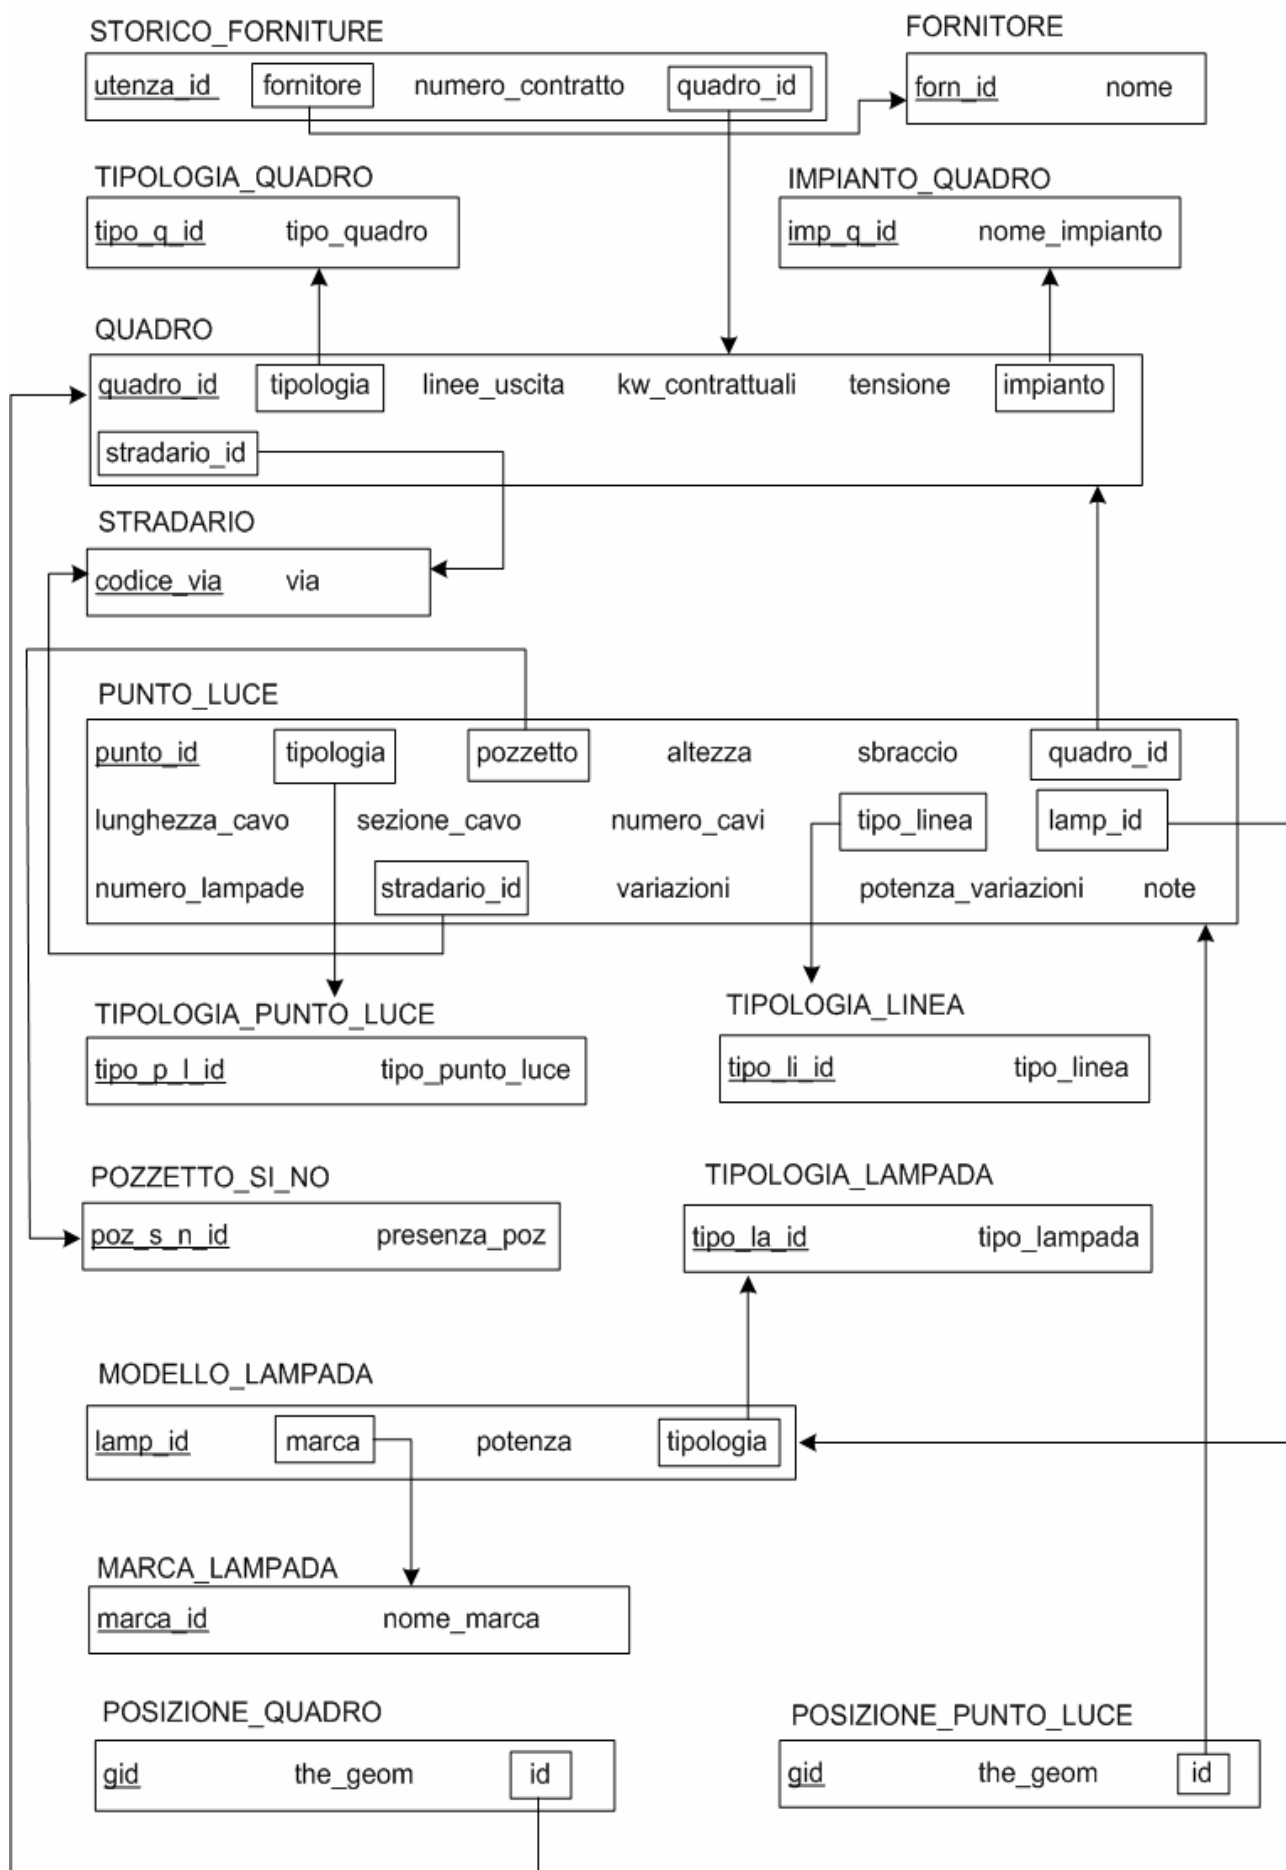 STORICO_FORNITURE
utenza_id fornitore numero_contratto quadro_id
FORNITORE
forn_id nome
TIPOLOGIA_QUADRO
tipo_q_id tipo_quadro
IMPIANTO_QUADRO
imp_q_id nome_impianto
QUADRO
quadro_id tipologia linee_uscita kw_contrattuali tensione impianto
stradario_id
STRADARIO
codice_via via
PUNTO_LUCE
punto_id tipologia pozzetto altezza sbraccio quadro_id
lunghezza_cavo sezione_cavo numero_cavi tipo_linea lamp_id
numero_lampade stradario_id variazioni potenza_variazioni note
TIPOLOGIA_PUNTO_LUCE
tipo_p_l_id tipo_punto_luce
TIPOLOGIA_LINEA
tipo_li_id tipo_linea
POZZETTO_SI_NO
poz_s_n_id presenza_poz
TIPOLOGIA_LAMPADA
tipo_la_id tipo_lampada
MODELLO_LAMPADA
lamp_id marca potenza tipologia
MARCA_LAMPADA
marca_id nome_marca
POSIZIONE_QUADRO
gid the_geom id
POSIZIONE_PUNTO_LUCE
gid the_geom id